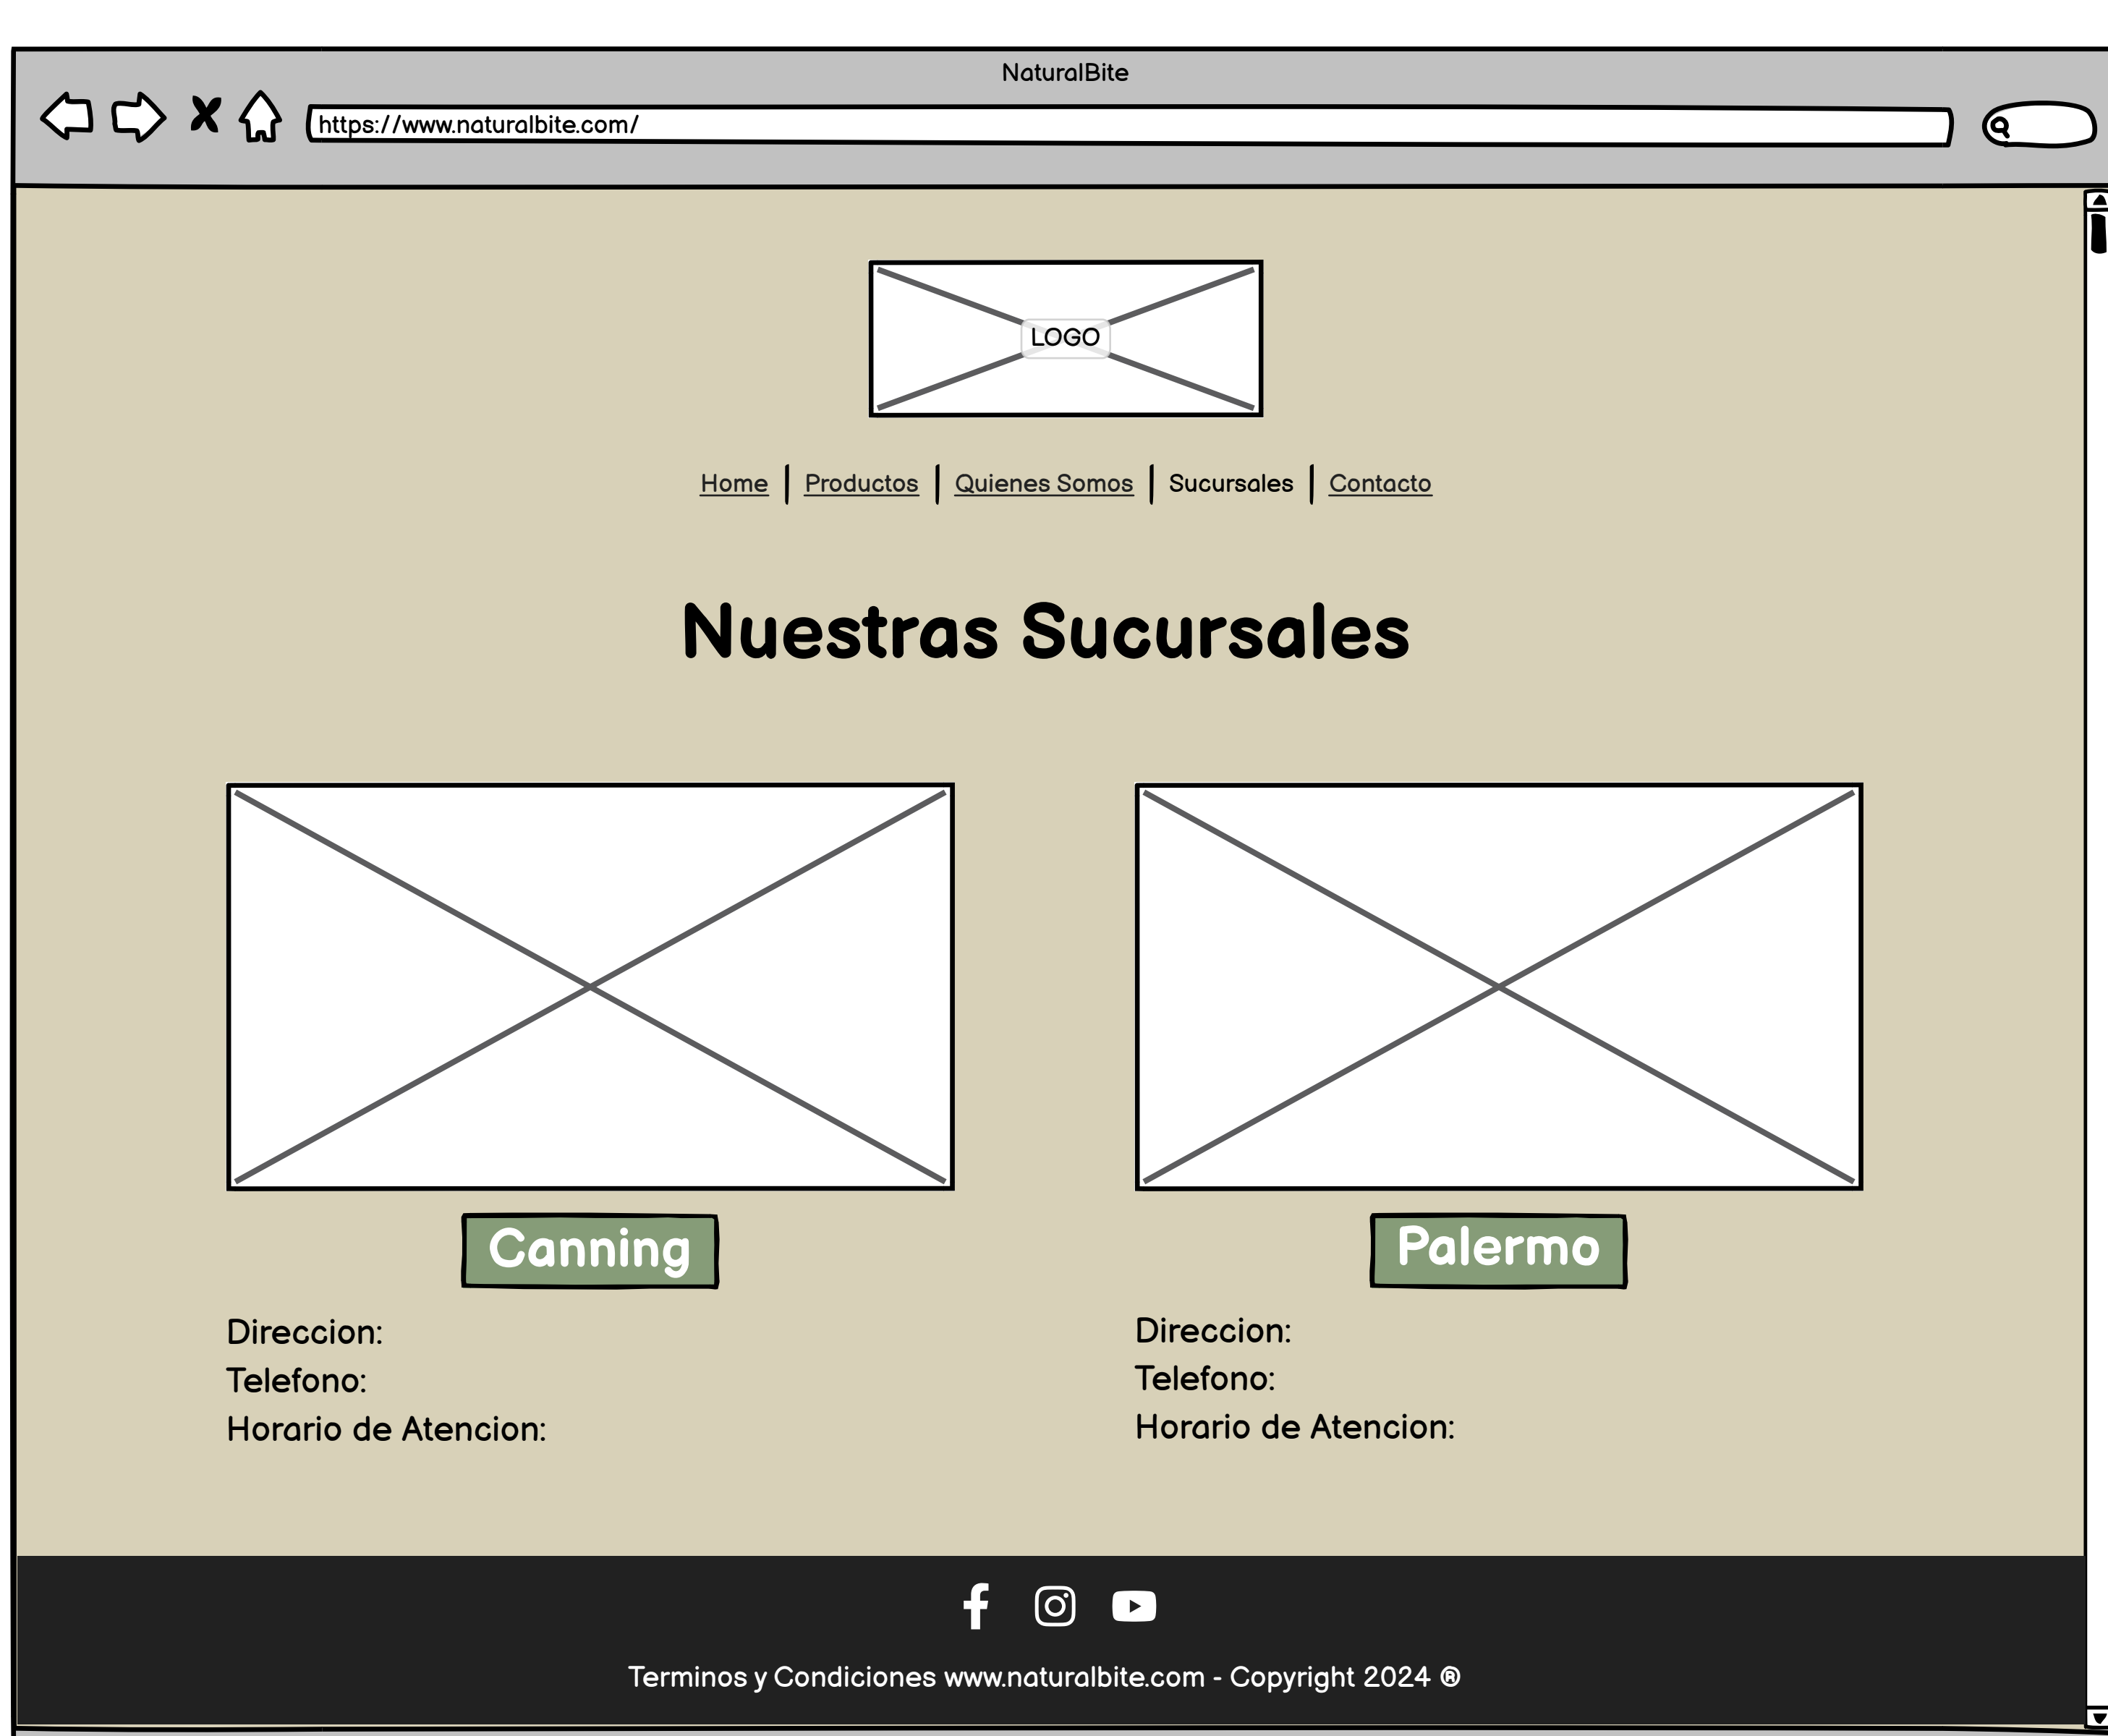 NaturalBite
https://www.naturalbite.com/
LOGO
Home | Productos | Quienes Somos | Sucursales | Contacto
Nuestras Sucursales
Canning
Direccion:
Telefono:
Horario de Atencion:
Palermo
Direccion:
Telefono:
Horario de Atencion:
Terminos y Condiciones www.naturalbite.com - Copyright 2024 ®